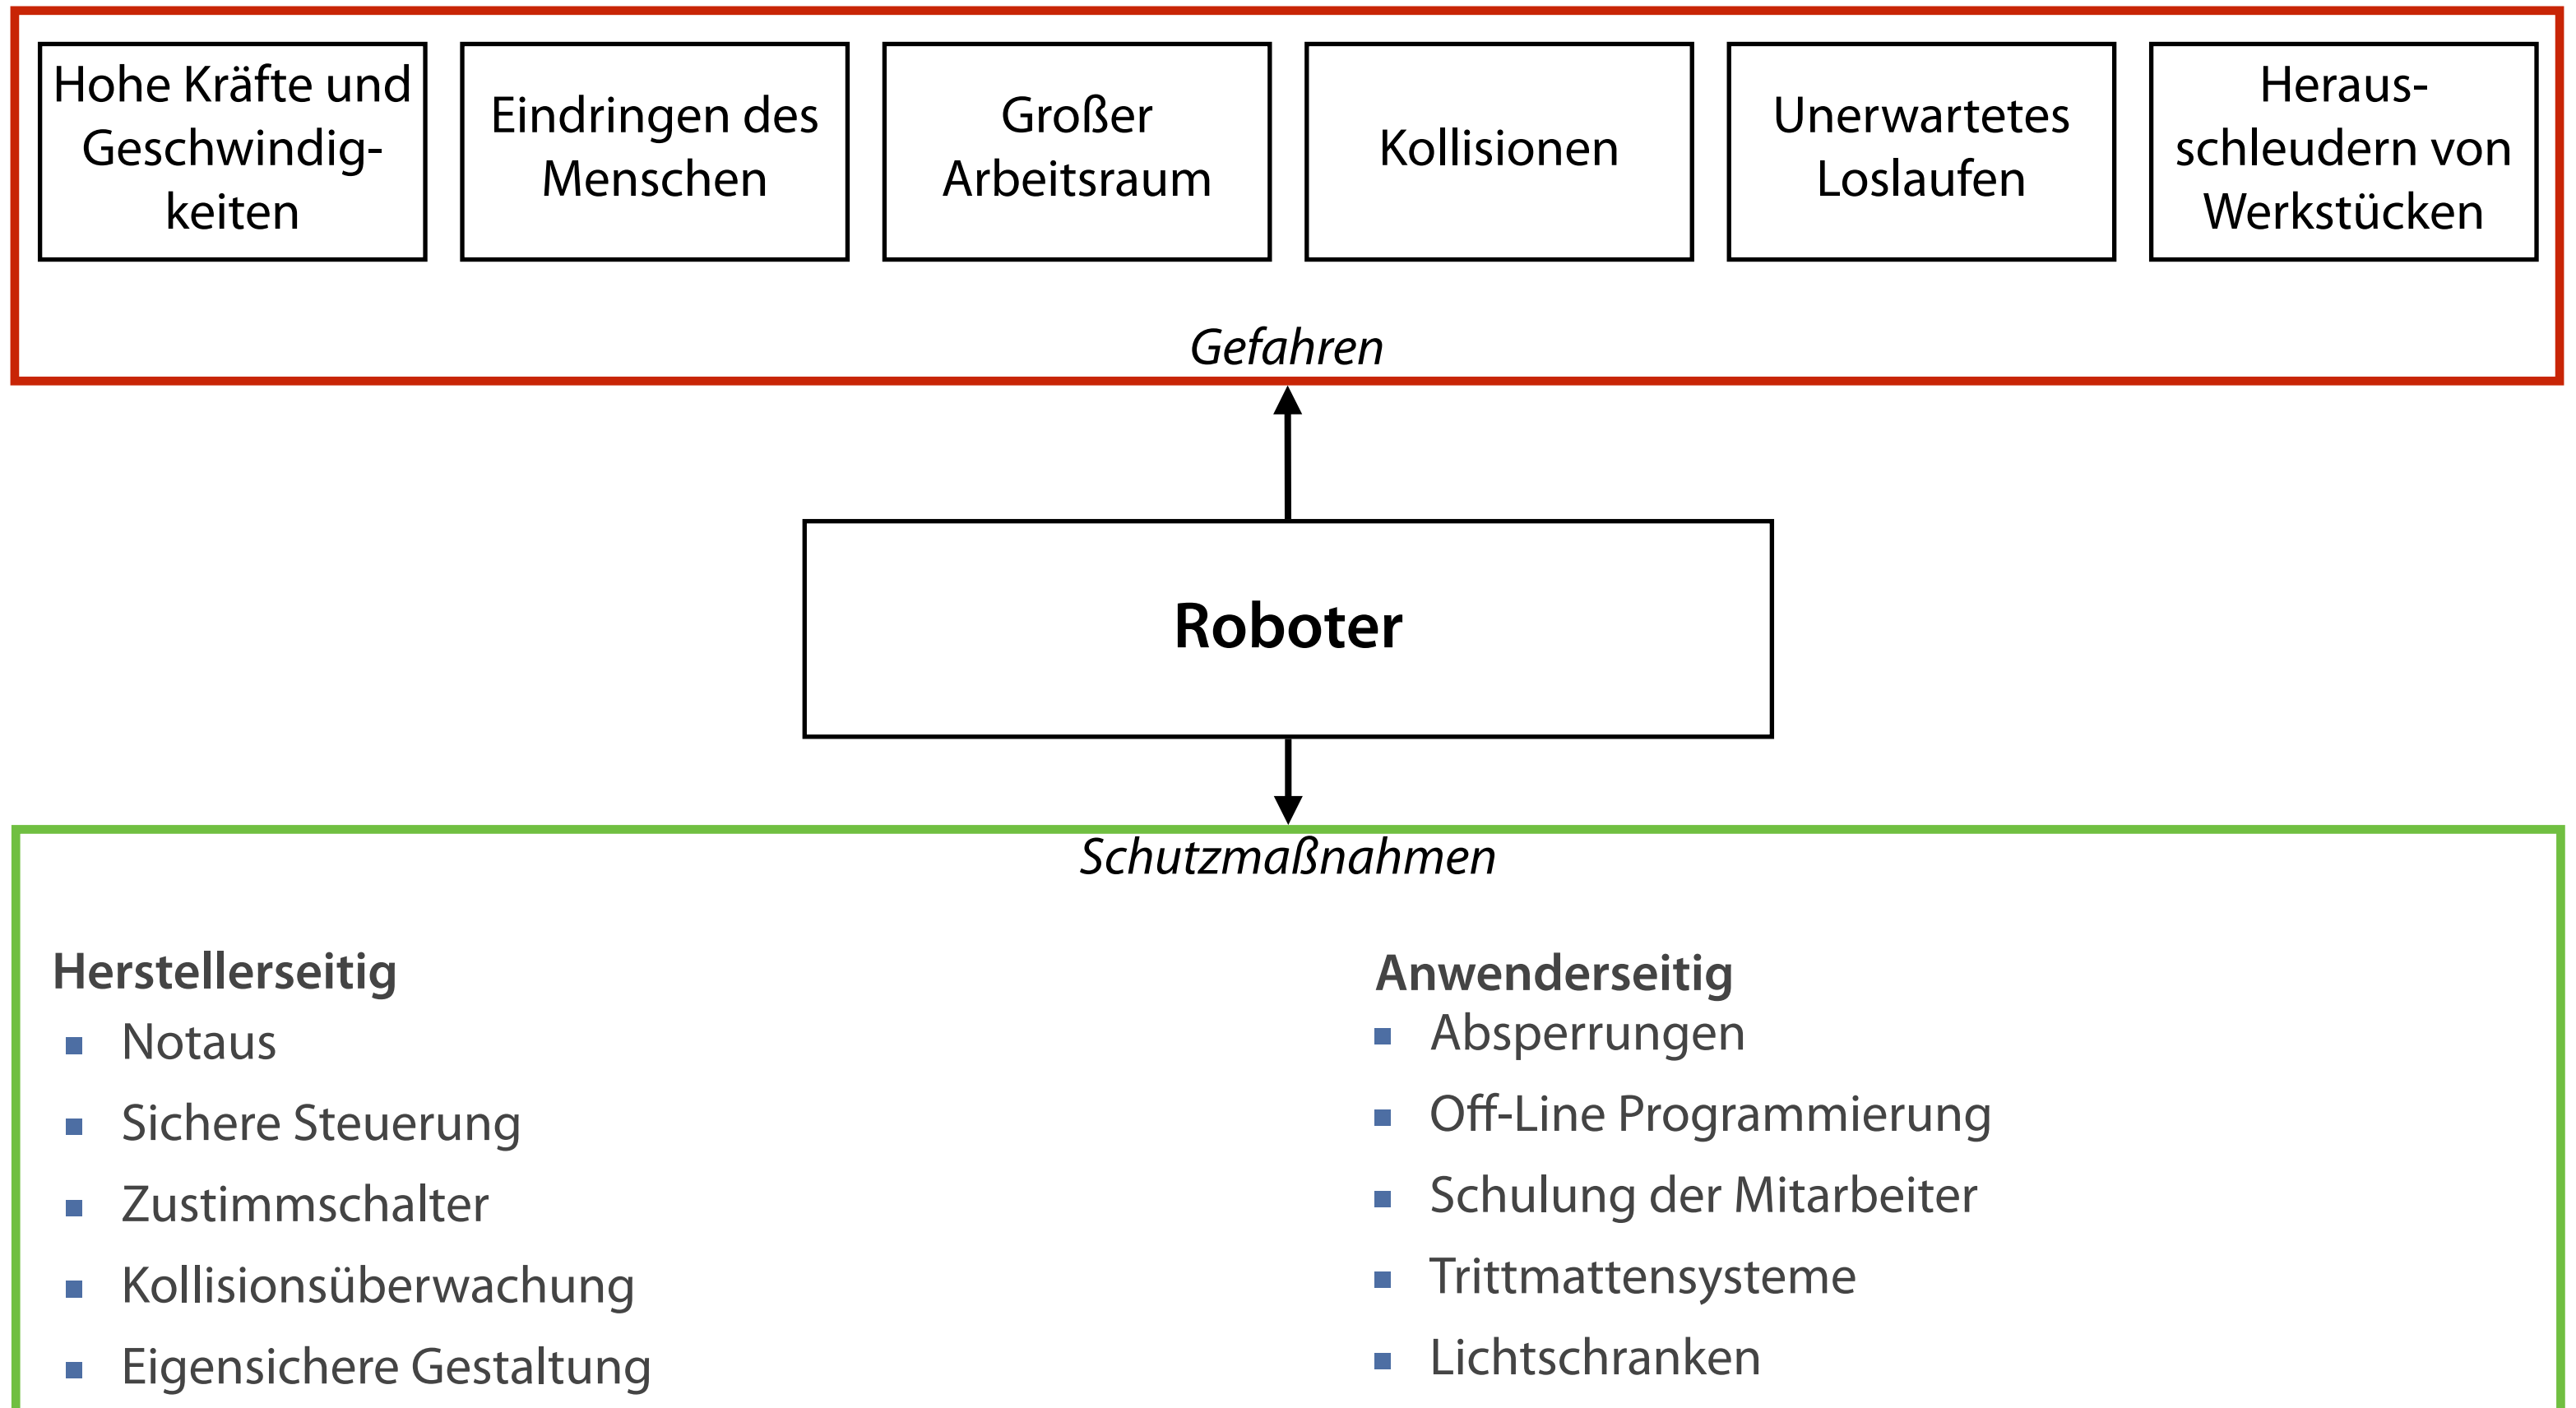 Hohe Kräfte und
Geschwindig-
keiten
Eindringen des
Menschen
Großer
Arbeitsraum
Kollisionen
Unerwartetes
Loslaufen
Heraus-
schleudern von
Werkstücken
Gefahren
Roboter
Schutzmaßnahmen
Herstellerseitig
Notaus
Sichere Steuerung
Zustimmschalter
Kollisionsüberwachung
Eigensichere Gestaltung
Anwenderseitig
Absperrungen
Off-Line Programmierung
Schulung der Mitarbeiter
Trittmattensysteme
Lichtschranken